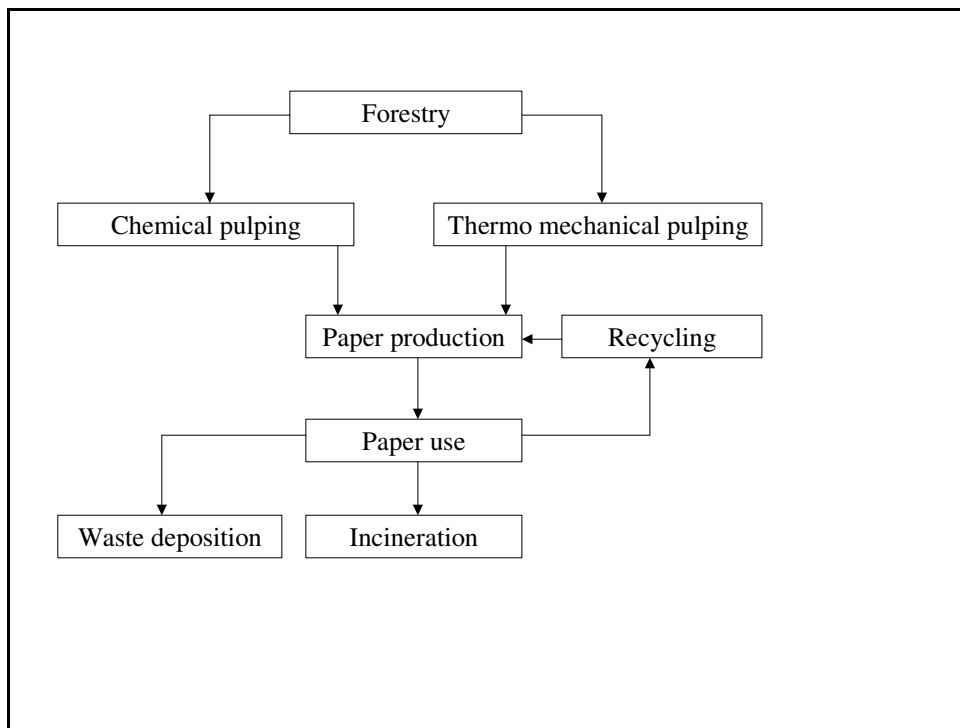 Forestry
Chemical pulping
Thermo mechanical pulping
Paper production
Recycling
Paper use
Waste deposition
Incineration